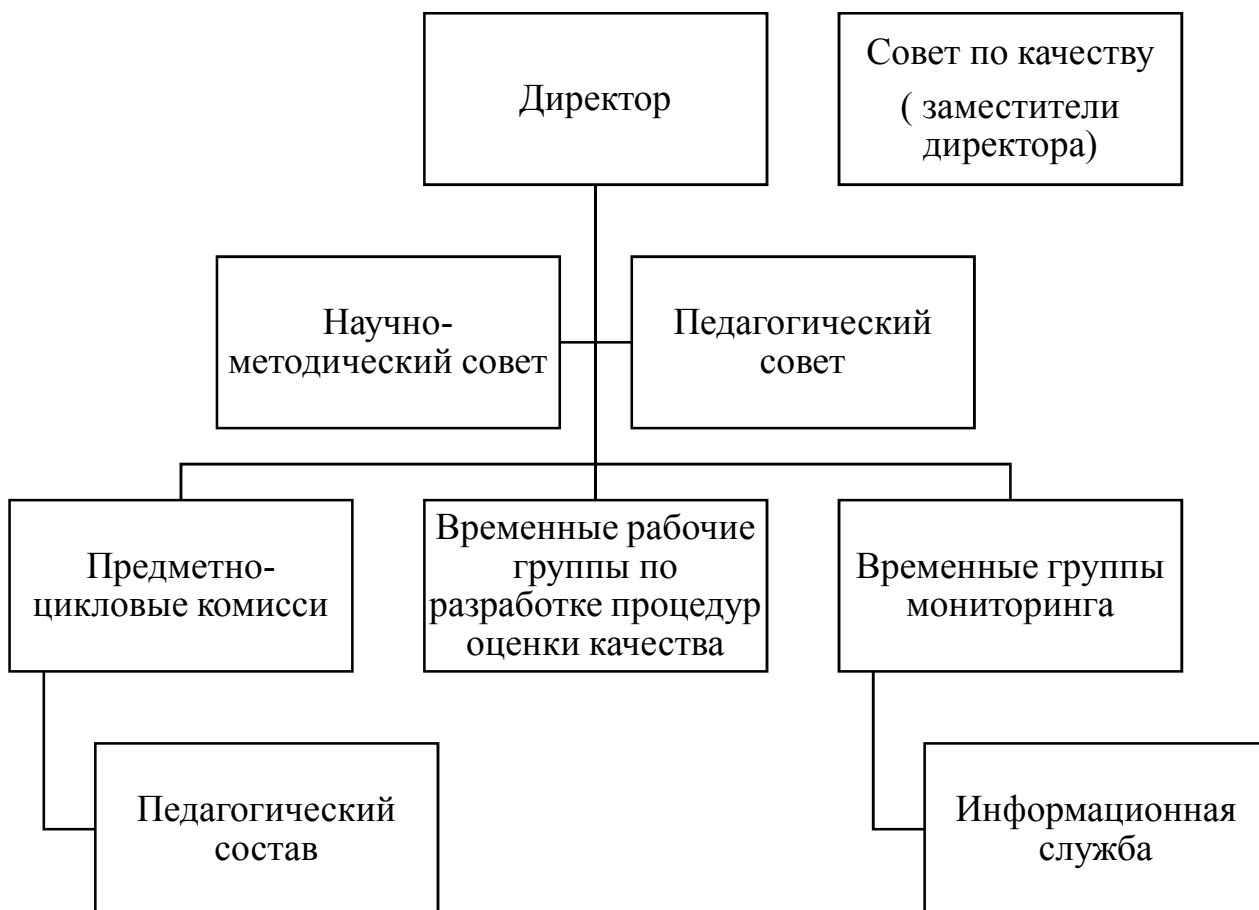 Директор
Совет по качеству
( заместители
директора)
Научно-
методический совет
Педагогический
совет
Предметно-
цикловые комисси
Временные рабочие
группы по
разработке процедур
оценки качества
Временные группы
мониторинга
Педагогический
состав
Информационная
служба